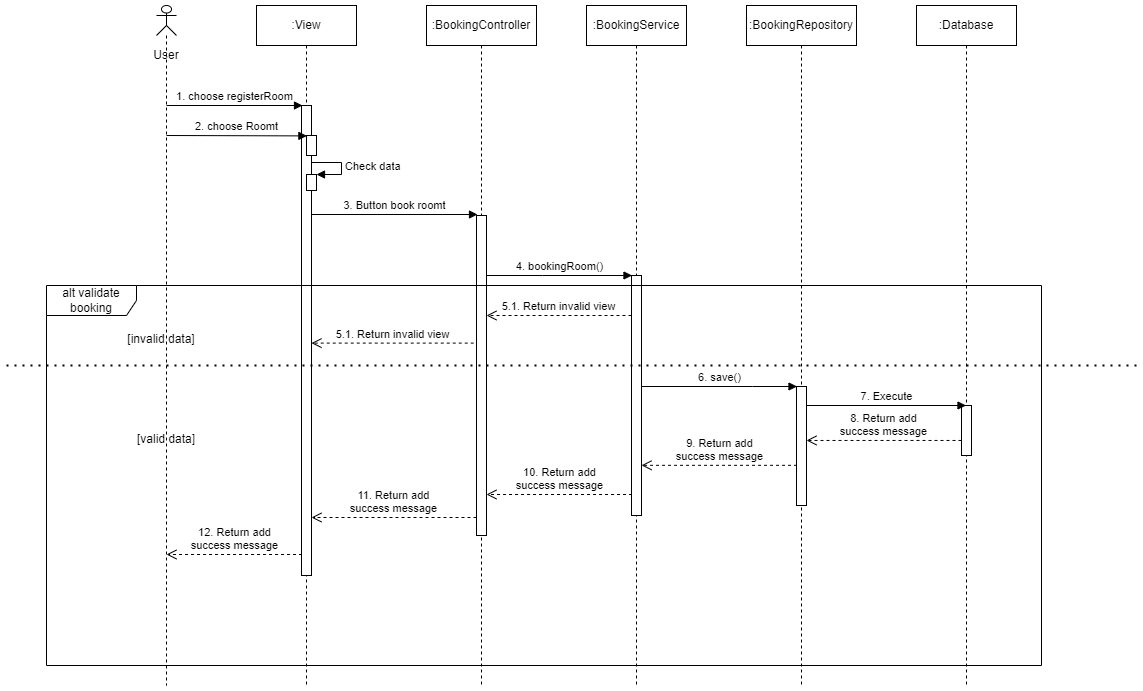 :View
:BookingController
:BookingService
:BookingRepository
:Database
User
1. choose registerRoom
2. choose Roomt
Check data
3. Button book roomt
4. bookingRoom()
alt validate
booking
5.1. Return invalid view
5.1. Return invalid view
[invalid data]
6. save()
7. Execute
8. Return add
success message
[valid data]
9. Return add
success message
10. Return add
success message
11. Return add
success message
12. Return add
success message